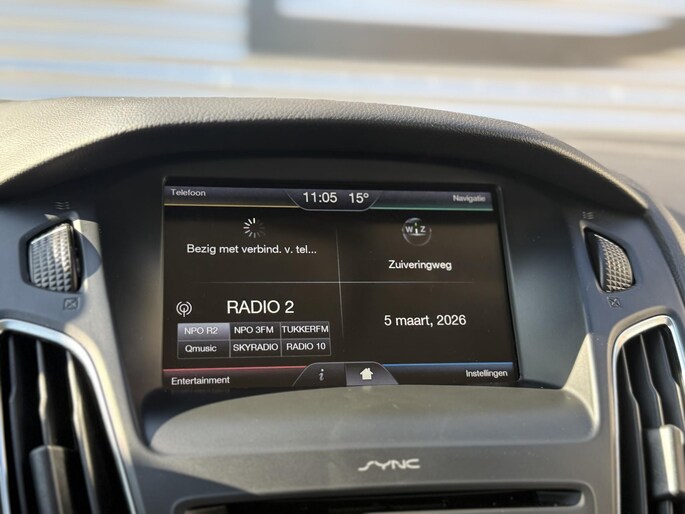 Telefoon
11:05 15°
Navigatie
Bezig met verbind. v. tel...
Zuiveringweg
RADIO 2
NPO R2 NPO 3FM TUKKERFM
Qmusic SKYRADIO RADIO 10
5 maart, 2026
Entertainment
i
Instellingen
SYNC